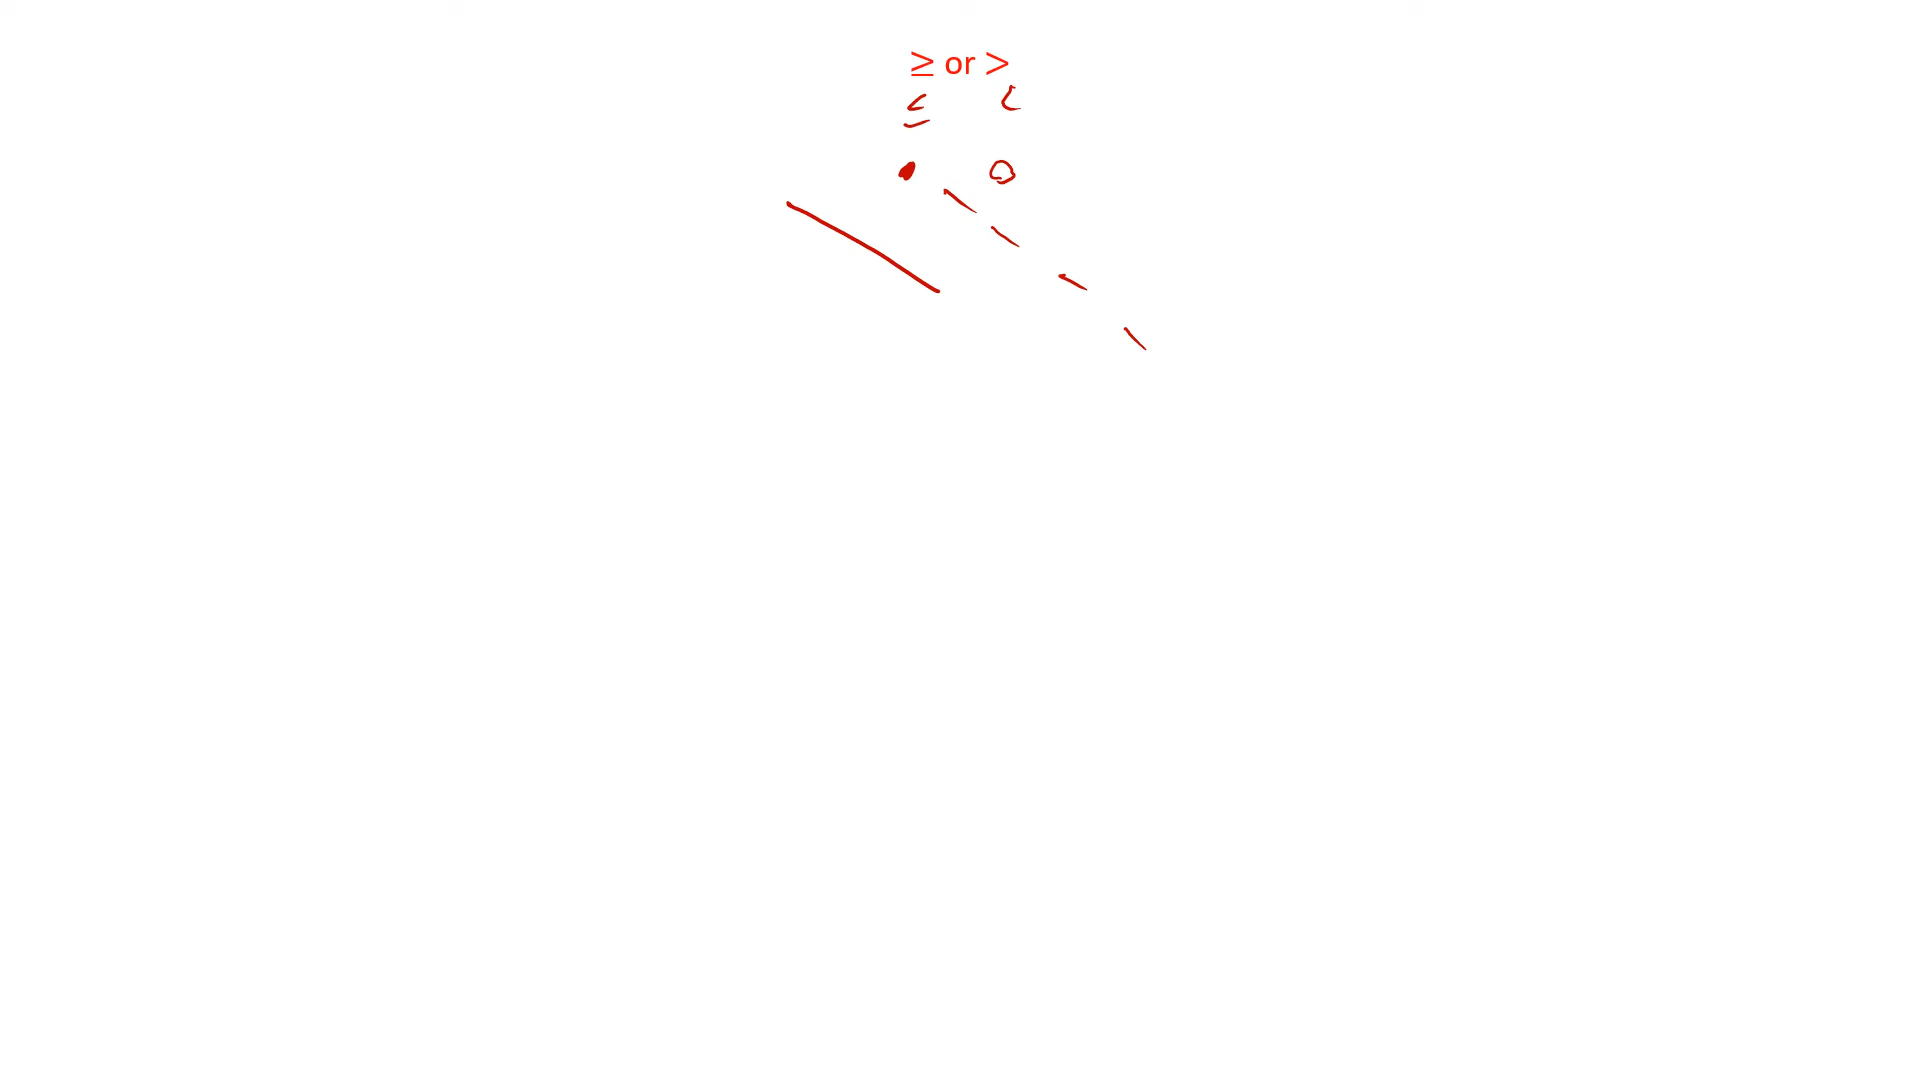 ≥ or >
≤ <